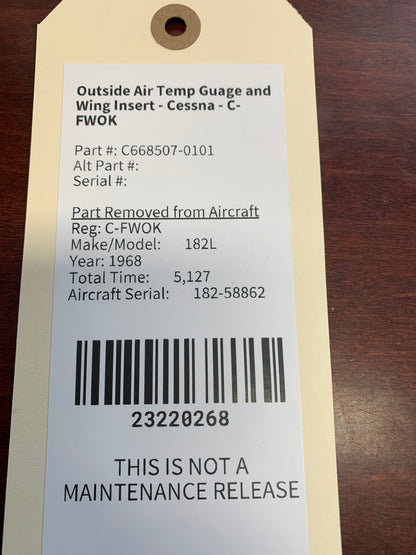 Outside Air Temp Guage and
Wing Insert - Cessna - C-
FWOK
Part #: C668507-0101
Alt Part #:
Serial #:
Part Removed from Aircraft
Reg: C-FWOK
Make/Model: 182L
Year: 1968
Total Time: 5,127
Aircraft Serial: 182-58862
23220268
THIS IS NOT A
MAINTENANCE RELEASE